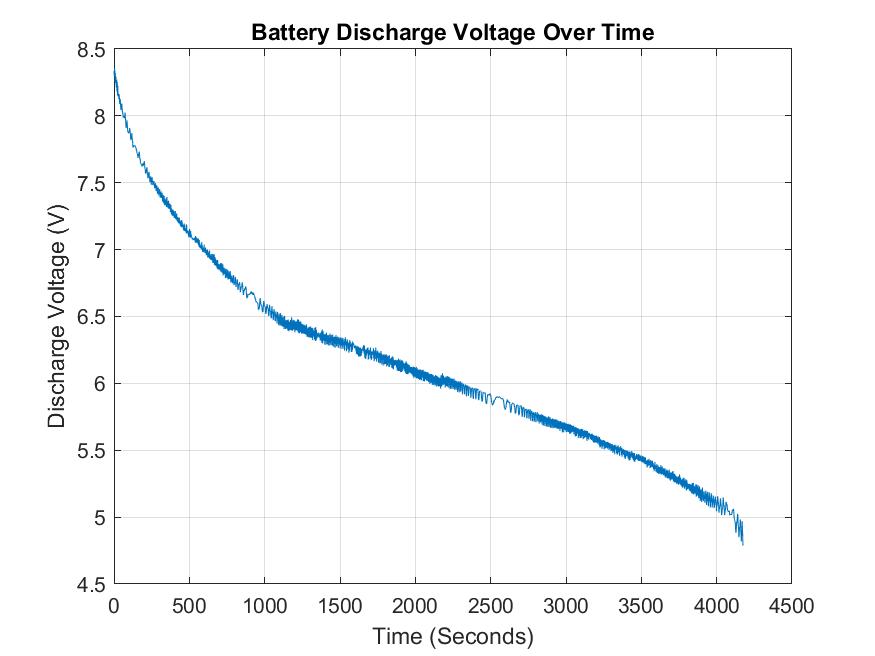 Battery Discharge Voltage Over Time
8.5
8
7.5
7
6.5
6
5.5
5
4.5
Discharge Voltage (V)
0 500 1000 1500 2000 2500 3000 3500 4000 4500
Time (Seconds)